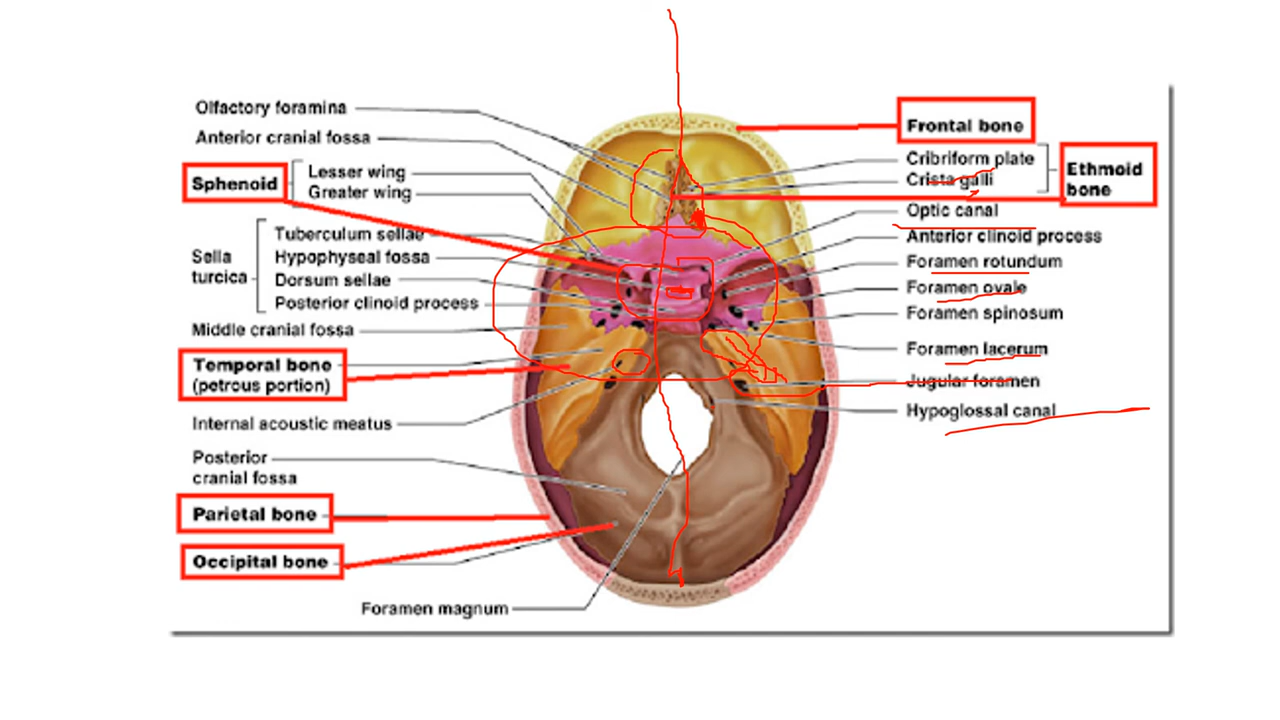 Olfactory foramina
Anterior cranial fossa
Sphenoid
Lesser wing
Greater wing
Sella
turcica
Tuberculum sellae
Hypophyseal fossa
Dorsum sellae
Posterior clinoid process
Middle cranial fossa
Temporal bone
(petrous portion)
Internal acoustic meatus
Posterior
cranial fossa
Parietal bone
Occipital bone
Foramen magnum
Frontal bone
Cribriform plate
Crista galli
Ethmoid
bone
Optic canal
Anterior clinoid process
Foramen rotundum
Foramen ovale
Foramen spinosum
Foramen lacerum
Jugular foramen
Hypoglossal canal